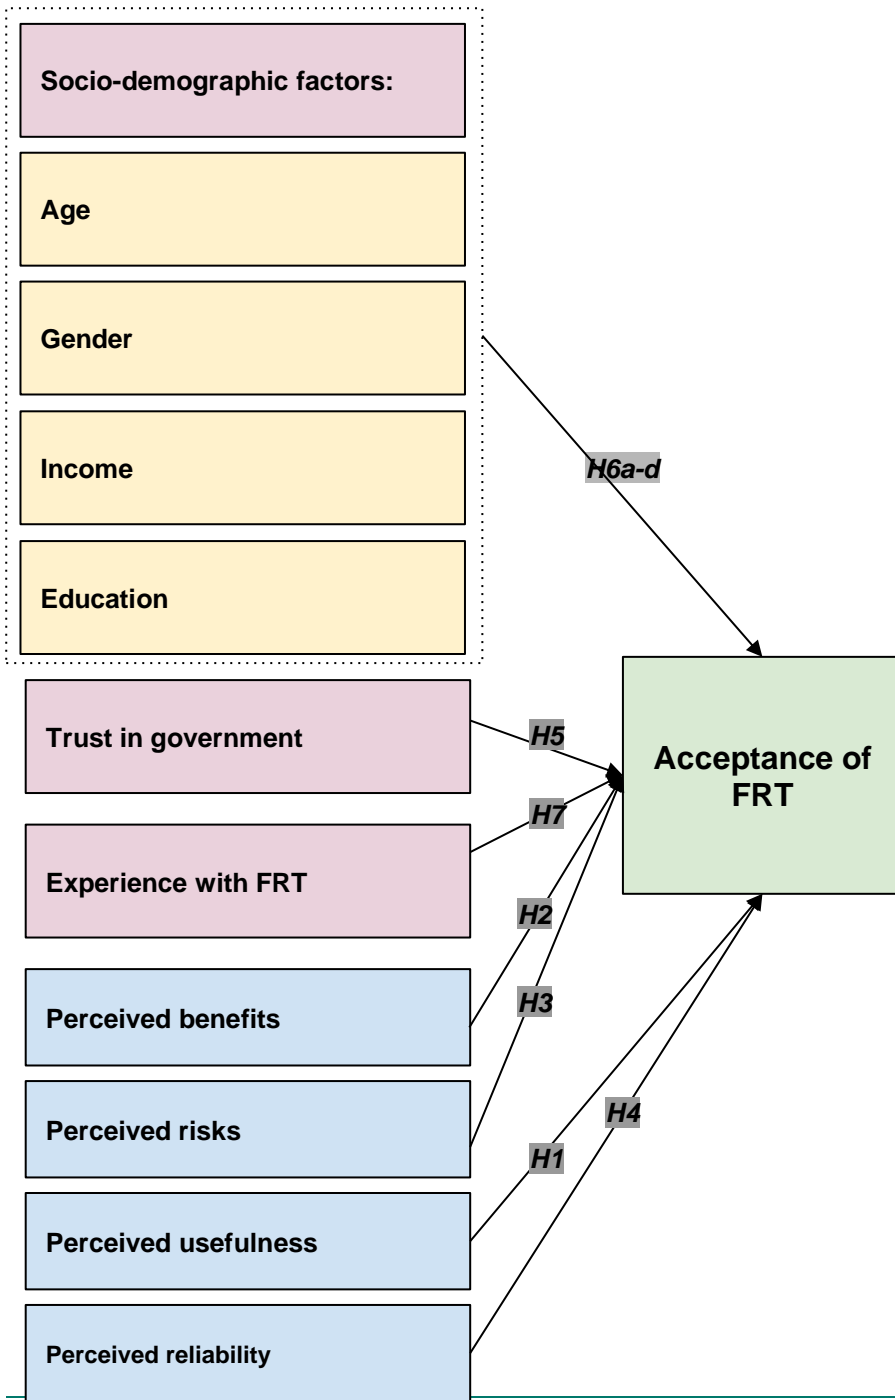 Socio-demographic factors:
Age
Gender
Income
H6a-d
Education
Trust in government
H5
Acceptance of
FRT
H7
Experience with FRT
H2
Perceived benefits
H3
Perceived risks
H4
H1
Perceived usefulness
Perceived reliability